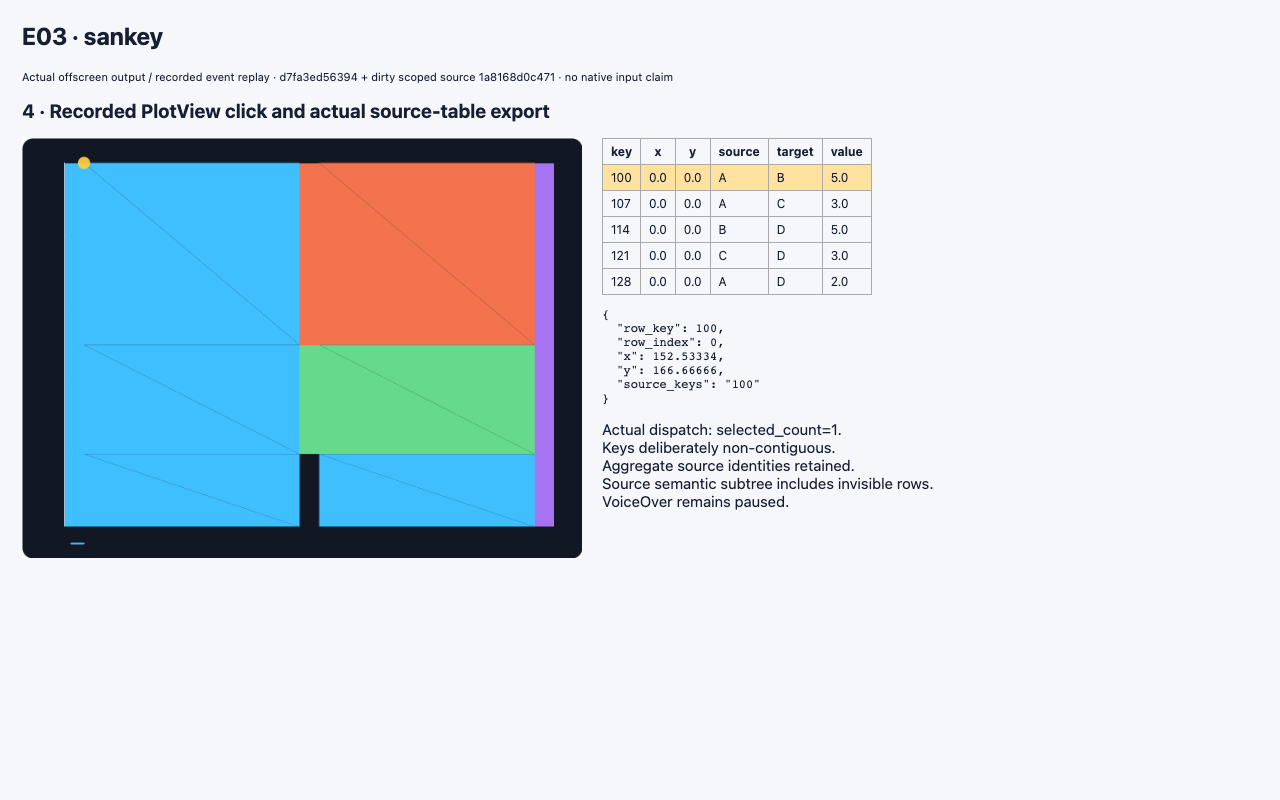 E03 · sankey
Actual offscreen output / recorded event replay · d7fa3ed56394 + dirty scoped source 1a8168d0c471 · no native input claim
4 · Recorded PlotView click and actual source-table export
key x y source target value
100 0.0 0.0 A B 5.0
107 0.0 0.0 A C 3.0
114 0.0 0.0 B D 5.0
121 0.0 0.0 C D 3.0
128 0.0 0.0 A D 2.0
{
"row_key": 100,
"row_index": 0,
"x": 152.53334,
"y": 166.66666,
"source_keys": "100"
}
Actual dispatch: selected_count=1.
Keys deliberately non-contiguous.
Aggregate source identities retained.
Source semantic subtree includes invisible rows.
VoiceOver remains paused.